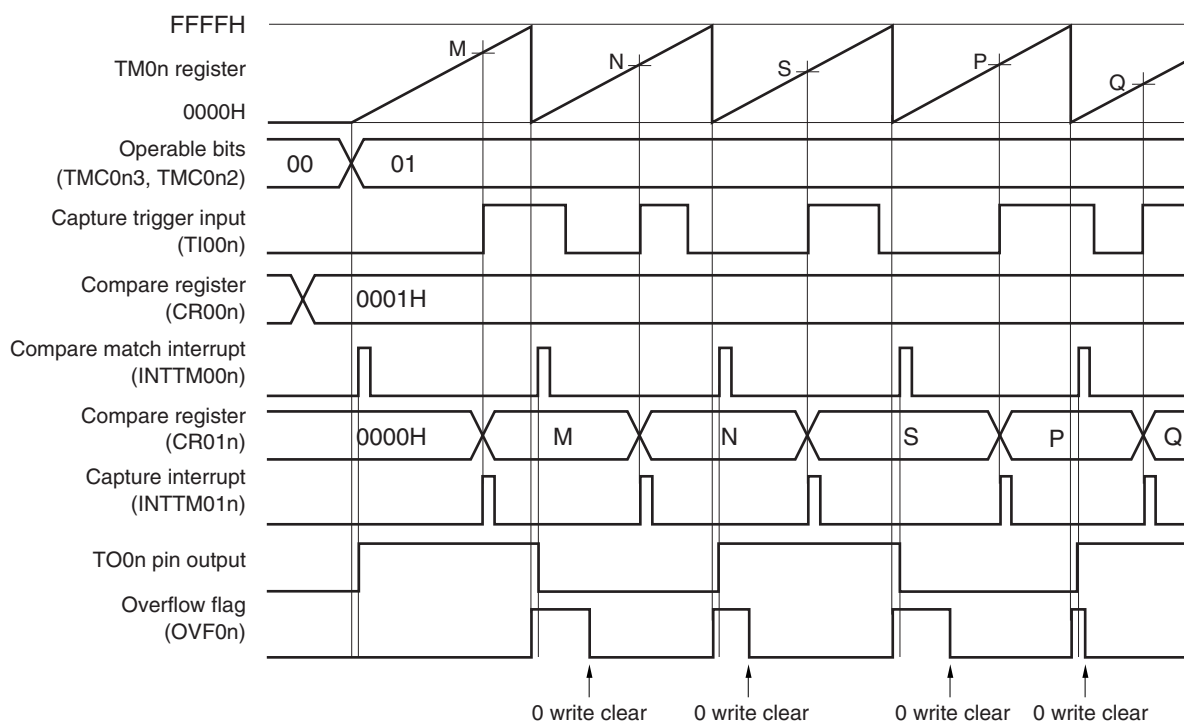 FFFFH
M
N
S
P
Q
TM0n register
0000H
Operable bits
(TMC0n3, TMC0n2)
00
01
Capture trigger input
(TI00n)
Compare register
(CR00n)
0001H
Compare match interrupt
(INTTM00n)
Compare register
(CR01n)
0000H
M
N
S
P
Q
Capture interrupt
(INTTM01n)
TO0n pin output
Overflow flag
(OVF0n)
0 write clear
0 write clear
0 write clear
0 write clear